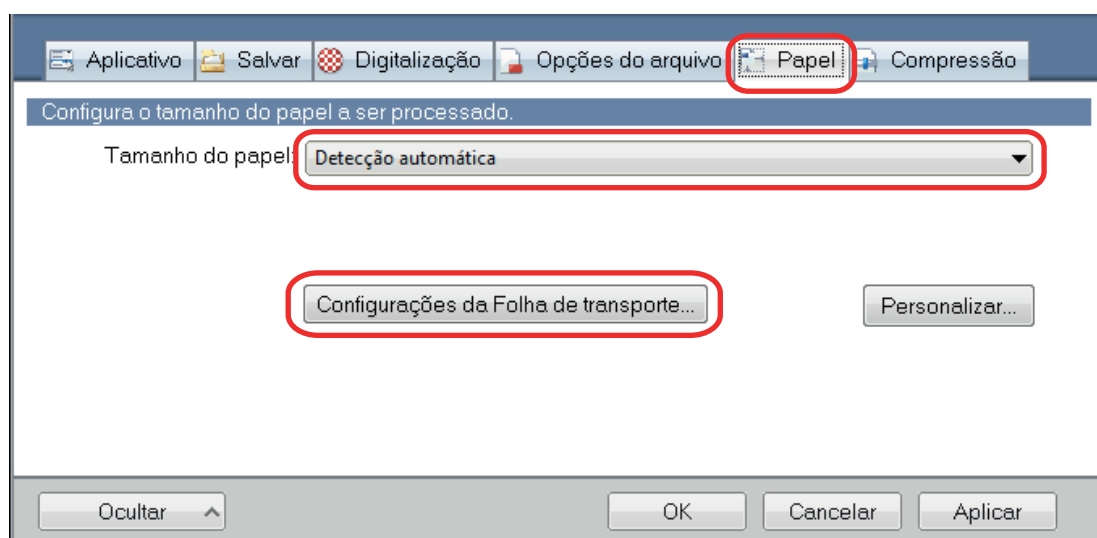 Aplicativo Salvar Digitalização Opções do arquivo Papel Compressão
Configura o tamanho do papel a ser processado.
Tamanho do papel: Detecção automática
Configurações da Folha de transporte... Personalizar...
Ocultar OK Cancelar Aplicar